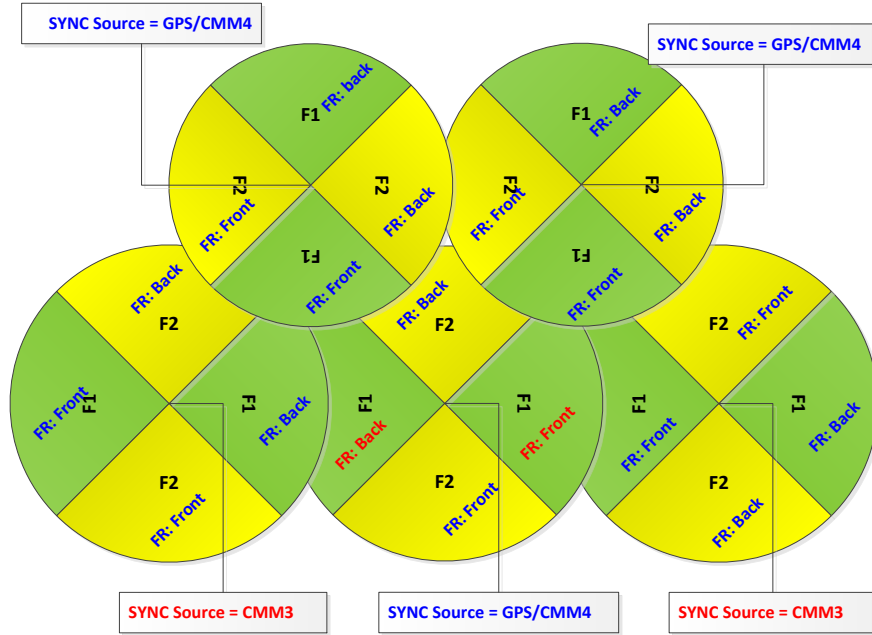 SYNC Source = GPS/CMM4
SYNC Source = GPS/CMM4
F1
FR: back
F2
FR: Front
F2
FR: Back
F1
FR: Front
F1
FR: Back
F2
FR: Front
F2
FR: Back
F1
FR: Front
FR: Back
F2
F1
FR: Front
F1
FR: Back
F2
FR: Front
FR: Back
F2
F1
FR: Back
F1
FR: Front
F2
FR: Front
F2
FR: Front
F1
FR: Front
F1
FR: Back
F2
FR: Back
SYNC Source = CMM3
SYNC Source = GPS/CMM4
SYNC Source = CMM3